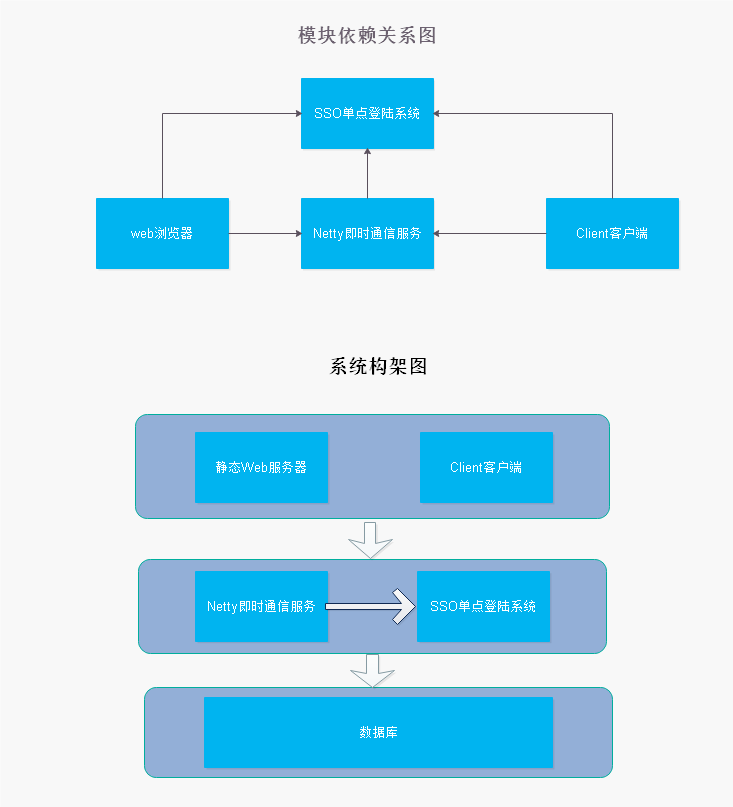 模块依赖关系图
SSO单点登陆系统
web浏览器
Netty即时通信服务
Client客户端
系统构架图
静态Web服务器
Client客户端
Netty即时通信服务
SSO单点登陆系统
数据库